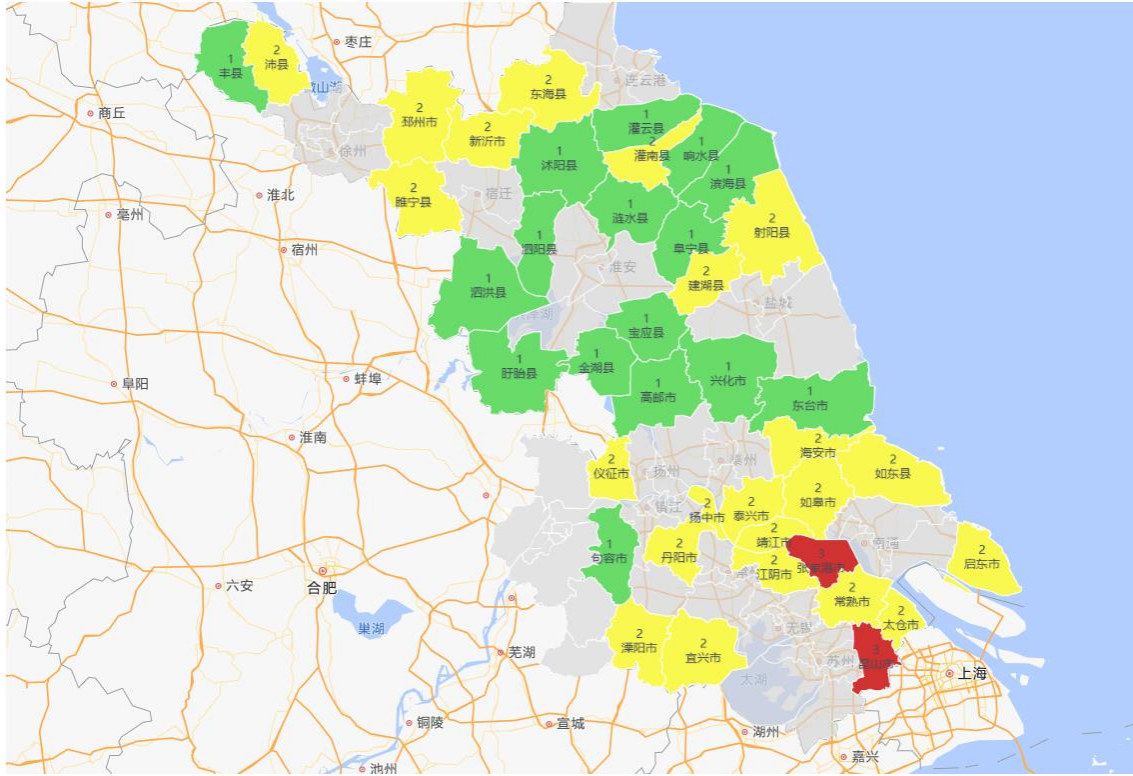 枣庄
1
丰县
2
沛县
微山湖
连云港
2
东海县
商丘
2
邳州市
1
灌云县
2
新沂市
徐州
1
沭阳县
2
灌南县
1
响水县
1
滨海县
淮北
2
睢宁县
宿迁
亳州
1
涟水县
2
射阳县
宿州
1
泗阳县
1
阜宁县
淮安
2
建湖县
1
泗洪县
盐城
泽湖
1
宝应县
蚌埠
1
盱眙县
1
金湖县
1
兴化市
阜阳
1
高邮市
1
东台市
淮南
2
海安市
2
仪征市
扬州
泰州
2
如东县
2
如皋市
镇江
2
扬中市
2
泰兴市
2
靖江市
南通
1
句容市
2
丹阳市
3
张家港市
2
启东市
2
江阴市
合肥
六安
2
常熟市
2
太仓市
巢湖
无锡
2
溧阳市
2
宜兴市
芜湖
苏州
3
昆山市
太湖
上海
铜陵
宣城
湖州
嘉兴
池州